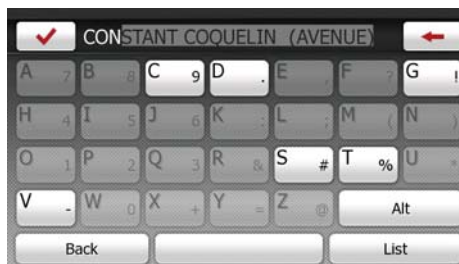 CONSTANT COQUELIN (AVENUE)
A 7 B 8 C 9 D . E , F ? G !
H 4 I 5 J 6 K : L ; M ( N )
O 1 P 2 Q 3 R & S # T % U *
V - W 0 X + Y = Z @ Alt
Back List